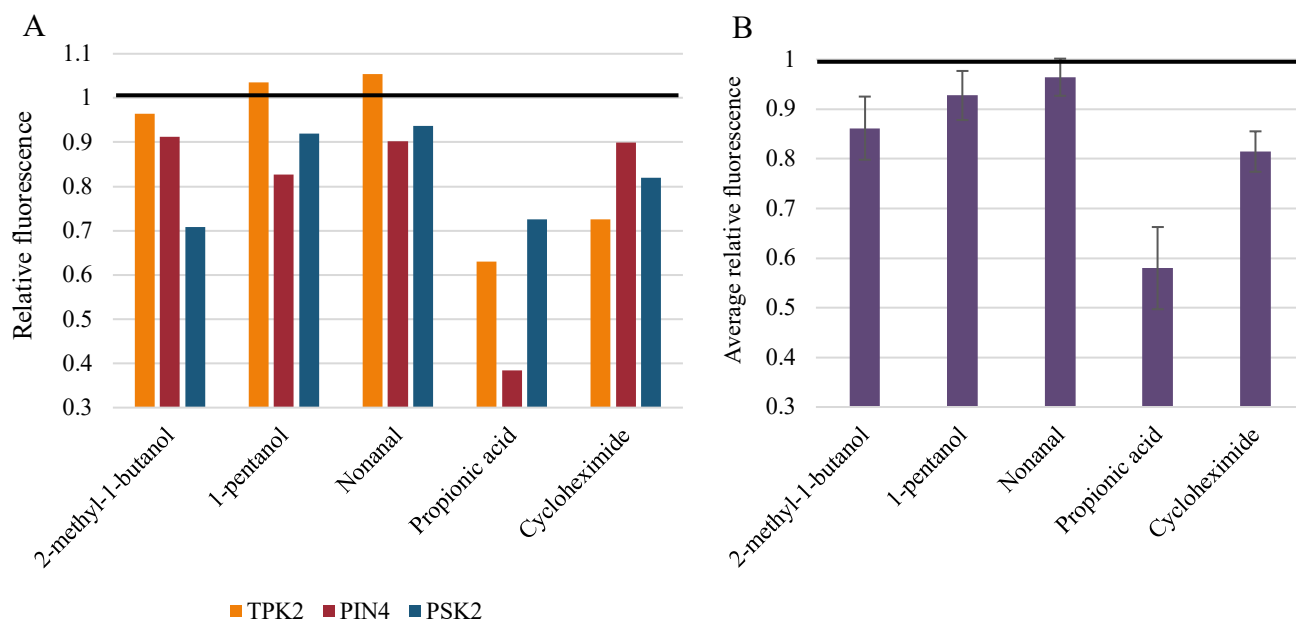 A
Relative fluorescence
1.1
1
0.9
0.8
0.7
0.6
0.5
0.4
0.3
2-methyl-1-butanol
1-pentanol
Nonanal
Propionic acid
Cycloheximide
TPK2 PIN4 PSK2
B
Average relative fluorescence
1
0.9
0.8
0.7
0.6
0.5
0.4
0.3
2-methyl-1-butanol
1-pentanol
Nonanal
Propionic acid
Cycloheximide